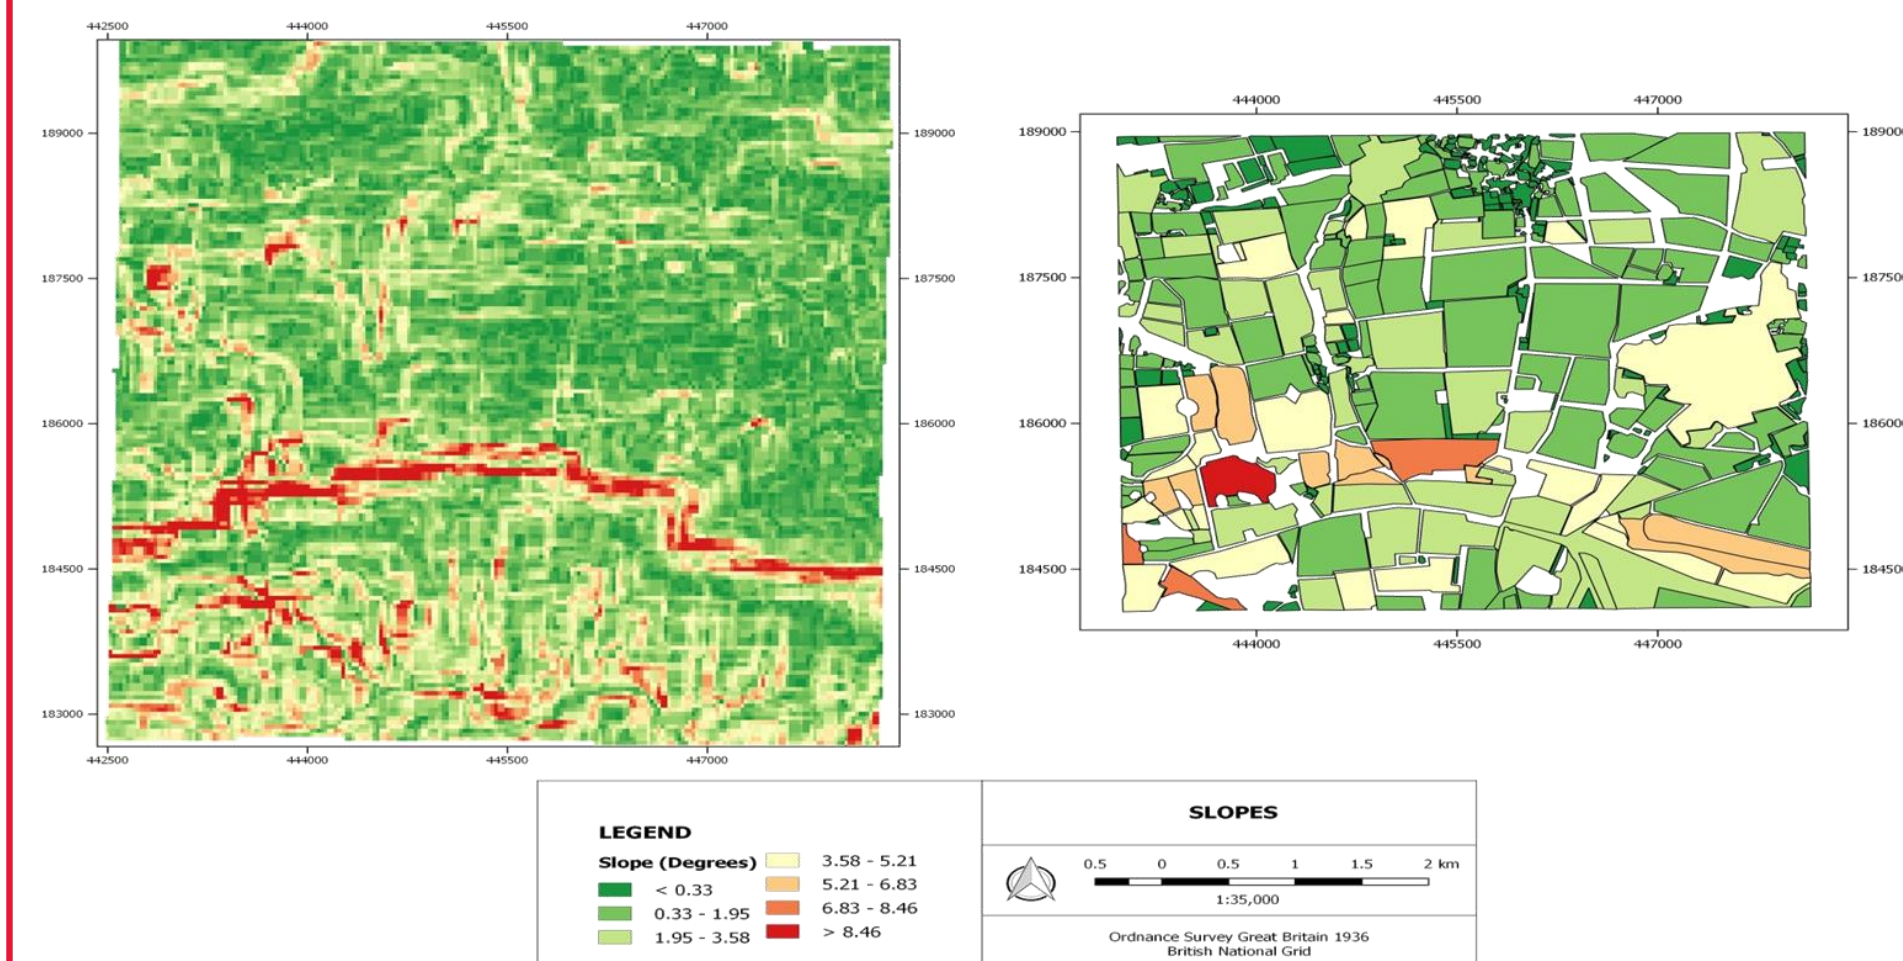 442500 444000 445500 447000
444000 445500 447000
189000 189000 189000
187500 187500 187500 187500
186000 186000 186000 186000
184500 184500 184500 184500
444000 445500 447000
183000 183000
442500 444000 445500 447000
LEGEND
Slope (Degrees)
< 0.33
0.33 - 1.95
1.95 - 3.58
3.58 - 5.21
5.21 - 6.83
6.83 - 8.46
> 8.46
SLOPES
0.5 0 0.5 1 1.5 2 km
1:35,000
Ordnance Survey Great Britain 1936
British National Grid